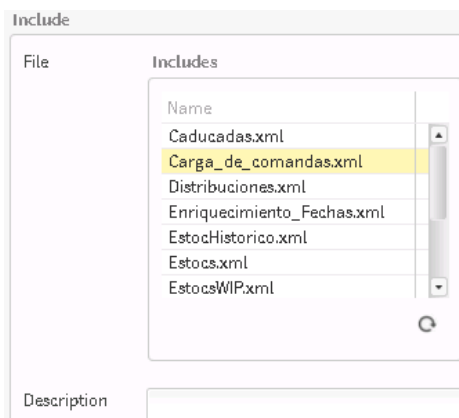 Include
File
Includes
Name
Caducadas.xml
Carga_de_comandas.xml
Distribuciones.xml
Enriquecimiento_Fechas.xml
EstocHistorico.xml
Estocs.xml
EstocsWIP.xml
Description